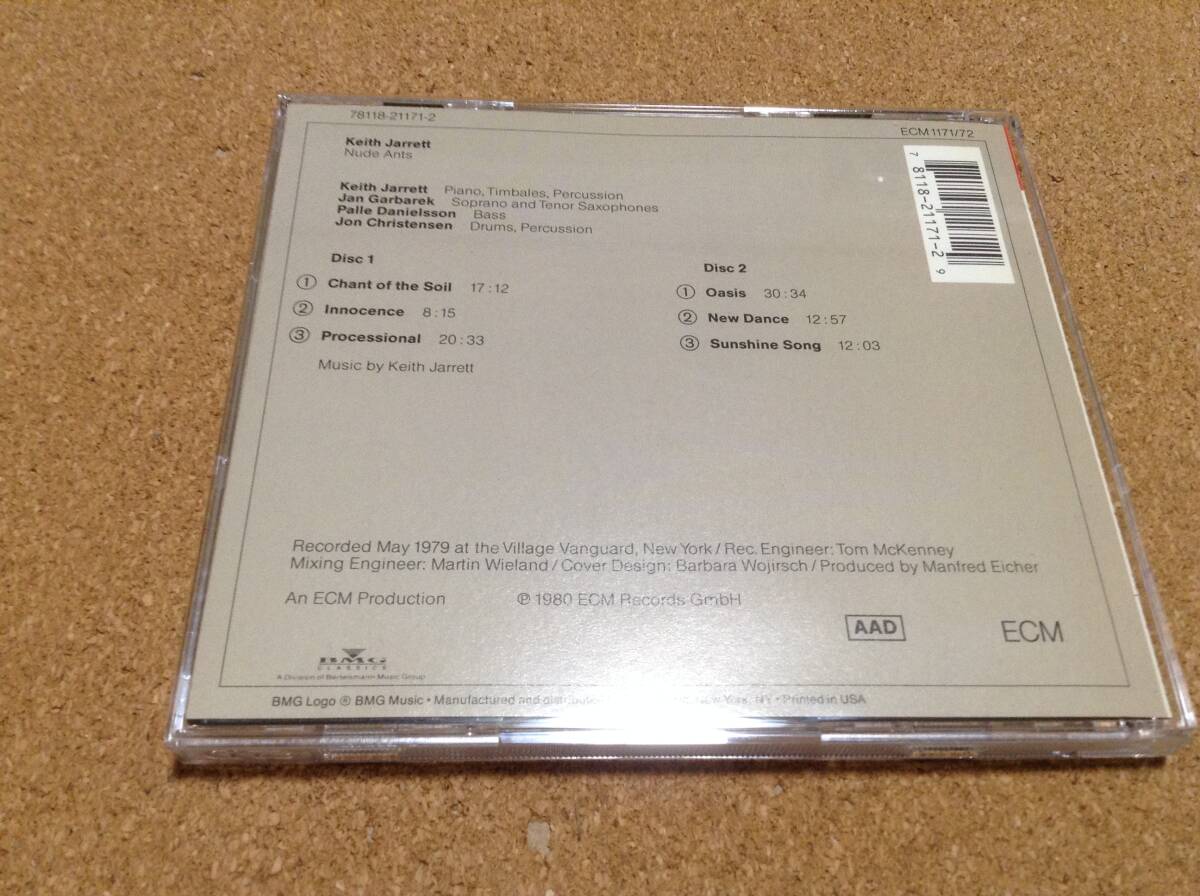 78118-21171-2
ECM 1171/72
Keith Jarrett
Nude Ants
7 8118-21171-2 9
Keith Jarrett Piano, Timbales, Percussion
Jan Garbarek Soprano and Tenor Saxophones
Palle Danielsson Bass
Jon Christensen Drums, Percussion
Disc 1
① Chant of the Soil 17:12
② Innocence 8:15
③ Processional 20:33
Music by Keith Jarrett
Disc 2
① Oasis 30:34
② New Dance 12:57
③ Sunshine Song 12:03
Recorded May 1979 at the Village Vanguard, New York / Rec. Engineer: Tom McKenney
Mixing Engineer: Martin Wieland / Cover Design: Barbara Wojirsch / Produced by Manfred Eicher
An ECM Production ℗ 1980 ECM Records GmbH
AAD
ECM
BMG
CLASSICS
A Division of Bertelsmann Music Group
BMG Logo ® BMG Music • Manufactured and New York, NY • Printed in USA